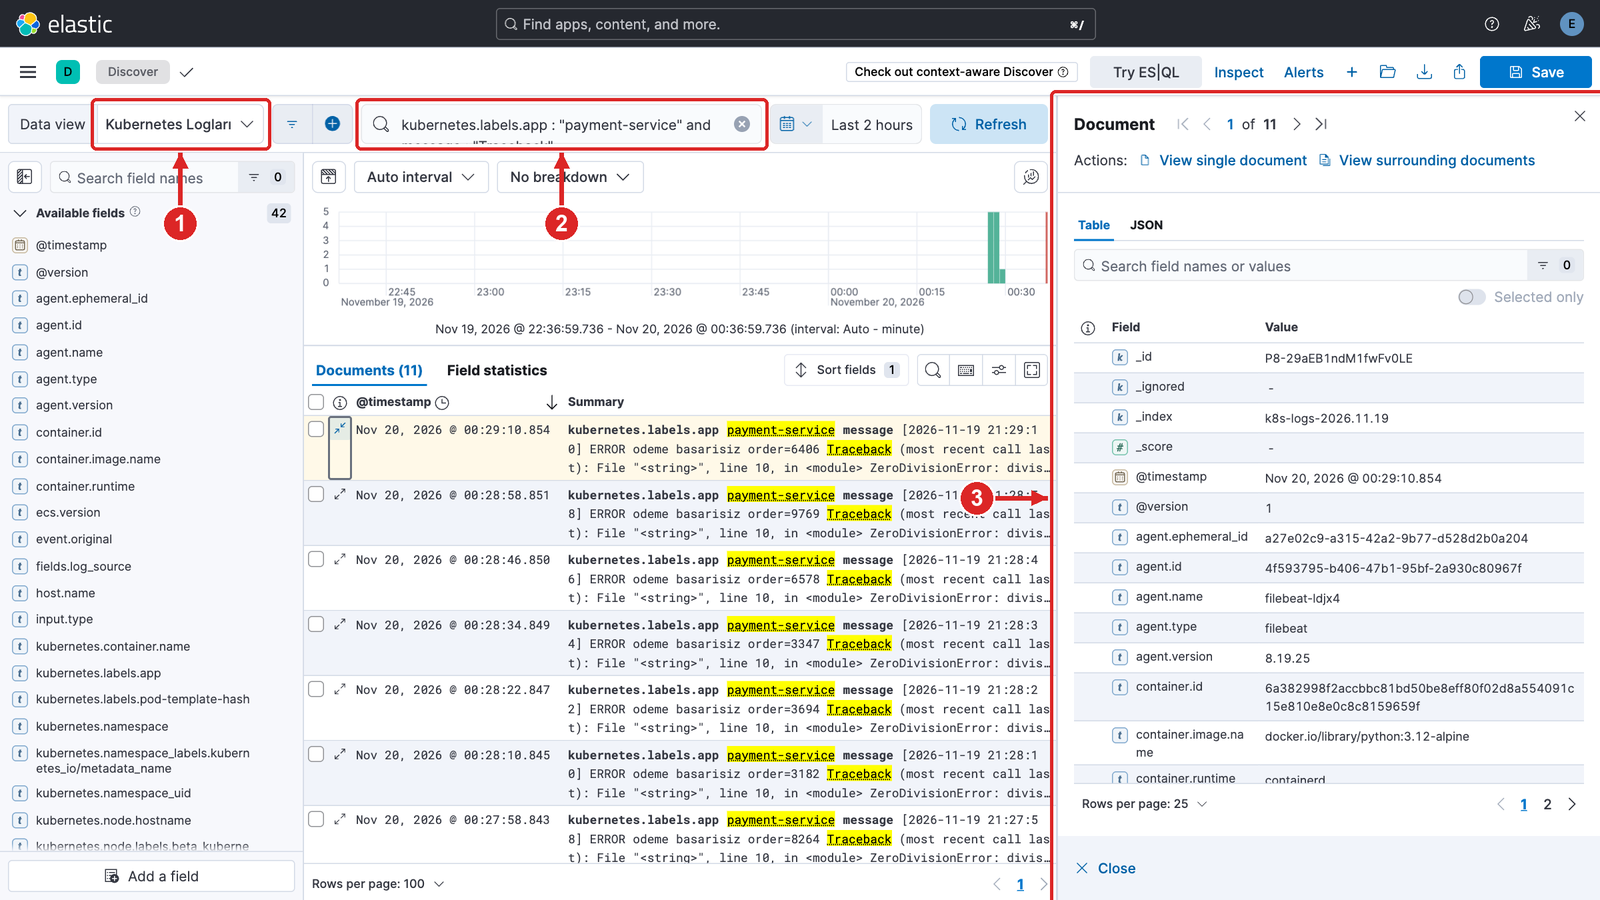 elastic
Find apps, content, and more.
⌘/
E
D
Discover
Check out context-aware Discover
Try ES|QL
Inspect
Alerts
Save
Data view
Kubernetes Logları
kubernetes.labels.app : "payment-service" and
Last 2 hours
Refresh
Search field names
0
Available fields
42
@timestamp
@version
agent.ephemeral_id
agent.id
agent.name
agent.type
agent.version
container.id
container.image.name
container.runtime
ecs.version
event.original
fields.log_source
host.name
input.type
kubernetes.container.name
kubernetes.labels.app
kubernetes.labels.pod-template-hash
kubernetes.namespace
kubernetes.namespace_labels.kubern
etes_io/metadata_name
kubernetes.namespace_uid
kubernetes.node.hostname
kubernetes.node.labels.beta_kuberne
Add a field
1
2
3
Auto interval
No breakdown
5
4
3
2
1
0
22:45
November 19, 2026
23:00
23:15
23:30
23:45
00:00
November 20, 2026
00:15
00:30
Nov 19, 2026 @ 22:36:59.736 - Nov 20, 2026 @ 00:36:59.736 (interval: Auto - minute)
Documents (11)
Field statistics
Sort fields 1
@timestamp
Summary
Nov 20, 2026 @ 00:29:10.854
kubernetes.labels.app payment-service message [2026-11-19 21:29:1
0] ERROR odeme basarisiz order=6406 Traceback (most recent call las
t): File "<string>", line 10, in <module> ZeroDivisionError: divis…
Nov 20, 2026 @ 00:28:58.851
kubernetes.labels.app payment-service message [2026-11-19 21:28:5
8] ERROR odeme basarisiz order=9769 Traceback (most recent call las
t): File "<string>", line 10, in <module> ZeroDivisionError: divis…
Nov 20, 2026 @ 00:28:46.850
kubernetes.labels.app payment-service message [2026-11-19 21:28:4
6] ERROR odeme basarisiz order=6578 Traceback (most recent call las
t): File "<string>", line 10, in <module> ZeroDivisionError: divis…
Nov 20, 2026 @ 00:28:34.849
kubernetes.labels.app payment-service message [2026-11-19 21:28:3
4] ERROR odeme basarisiz order=3347 Traceback (most recent call las
t): File "<string>", line 10, in <module> ZeroDivisionError: divis…
Nov 20, 2026 @ 00:28:22.847
kubernetes.labels.app payment-service message [2026-11-19 21:28:2
2] ERROR odeme basarisiz order=3694 Traceback (most recent call las
t): File "<string>", line 10, in <module> ZeroDivisionError: divis…
Nov 20, 2026 @ 00:28:10.845
kubernetes.labels.app payment-service message [2026-11-19 21:28:1
0] ERROR odeme basarisiz order=3182 Traceback (most recent call las
t): File "<string>", line 10, in <module> ZeroDivisionError: divis…
Nov 20, 2026 @ 00:27:58.843
kubernetes.labels.app payment-service message [2026-11-19 21:27:5
8] ERROR odeme basarisiz order=8264 Traceback (most recent call las
t): File "<string>", line 10, in <module> ZeroDivisionError: divis…
Rows per page: 100
1
Document
1 of 11
Actions:
View single document
View surrounding documents
Table
JSON
Search field names or values
0
Selected only
Field
Value
_id
P8-29aEB1ndM1fwFv0LE
_ignored
-
_index
k8s-logs-2026.11.19
_score
-
@timestamp
Nov 20, 2026 @ 00:29:10.854
@version
1
agent.ephemeral_id
a27e02c9-a315-42a2-9b77-d528d2b0a204
agent.id
4f593795-b406-47b1-95bf-2a930c80967f
agent.name
filebeat-ldjx4
agent.type
filebeat
agent.version
8.19.25
container.id
6a382998f2accbbc81bd50be8eff80f02d8a554091c
15e810e8e0c8c8159659f
container.image.na
me
docker.io/library/python:3.12-alpine
container.runtime
containerd
Rows per page: 25
1
2
Close